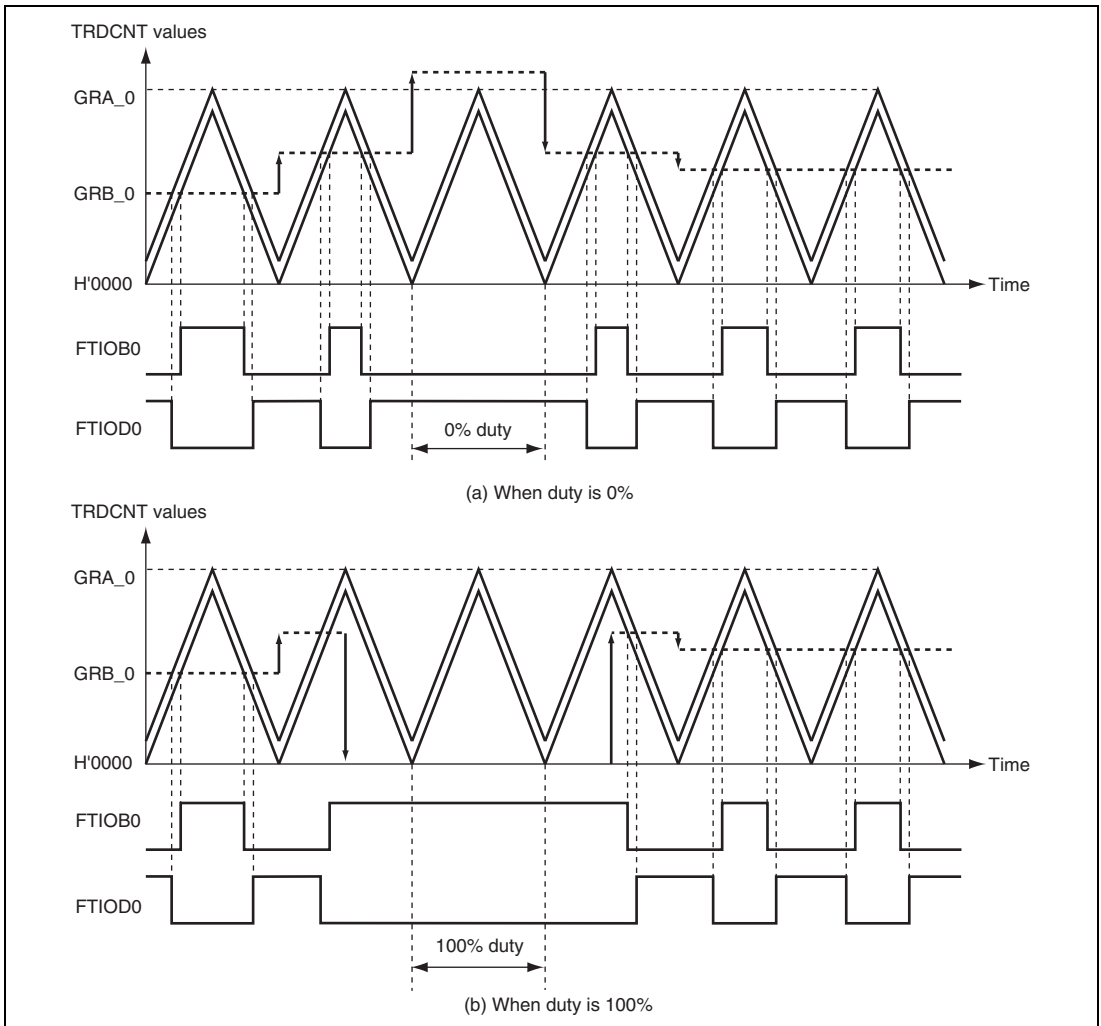 TRDCNT values
GRA_0
GRB_0
H'0000
Time
FTIOB0
FTIOD0
0% duty
(a) When duty is 0%
TRDCNT values
GRA_0
GRB_0
H'0000
Time
FTIOB0
FTIOD0
100% duty
(b) When duty is 100%